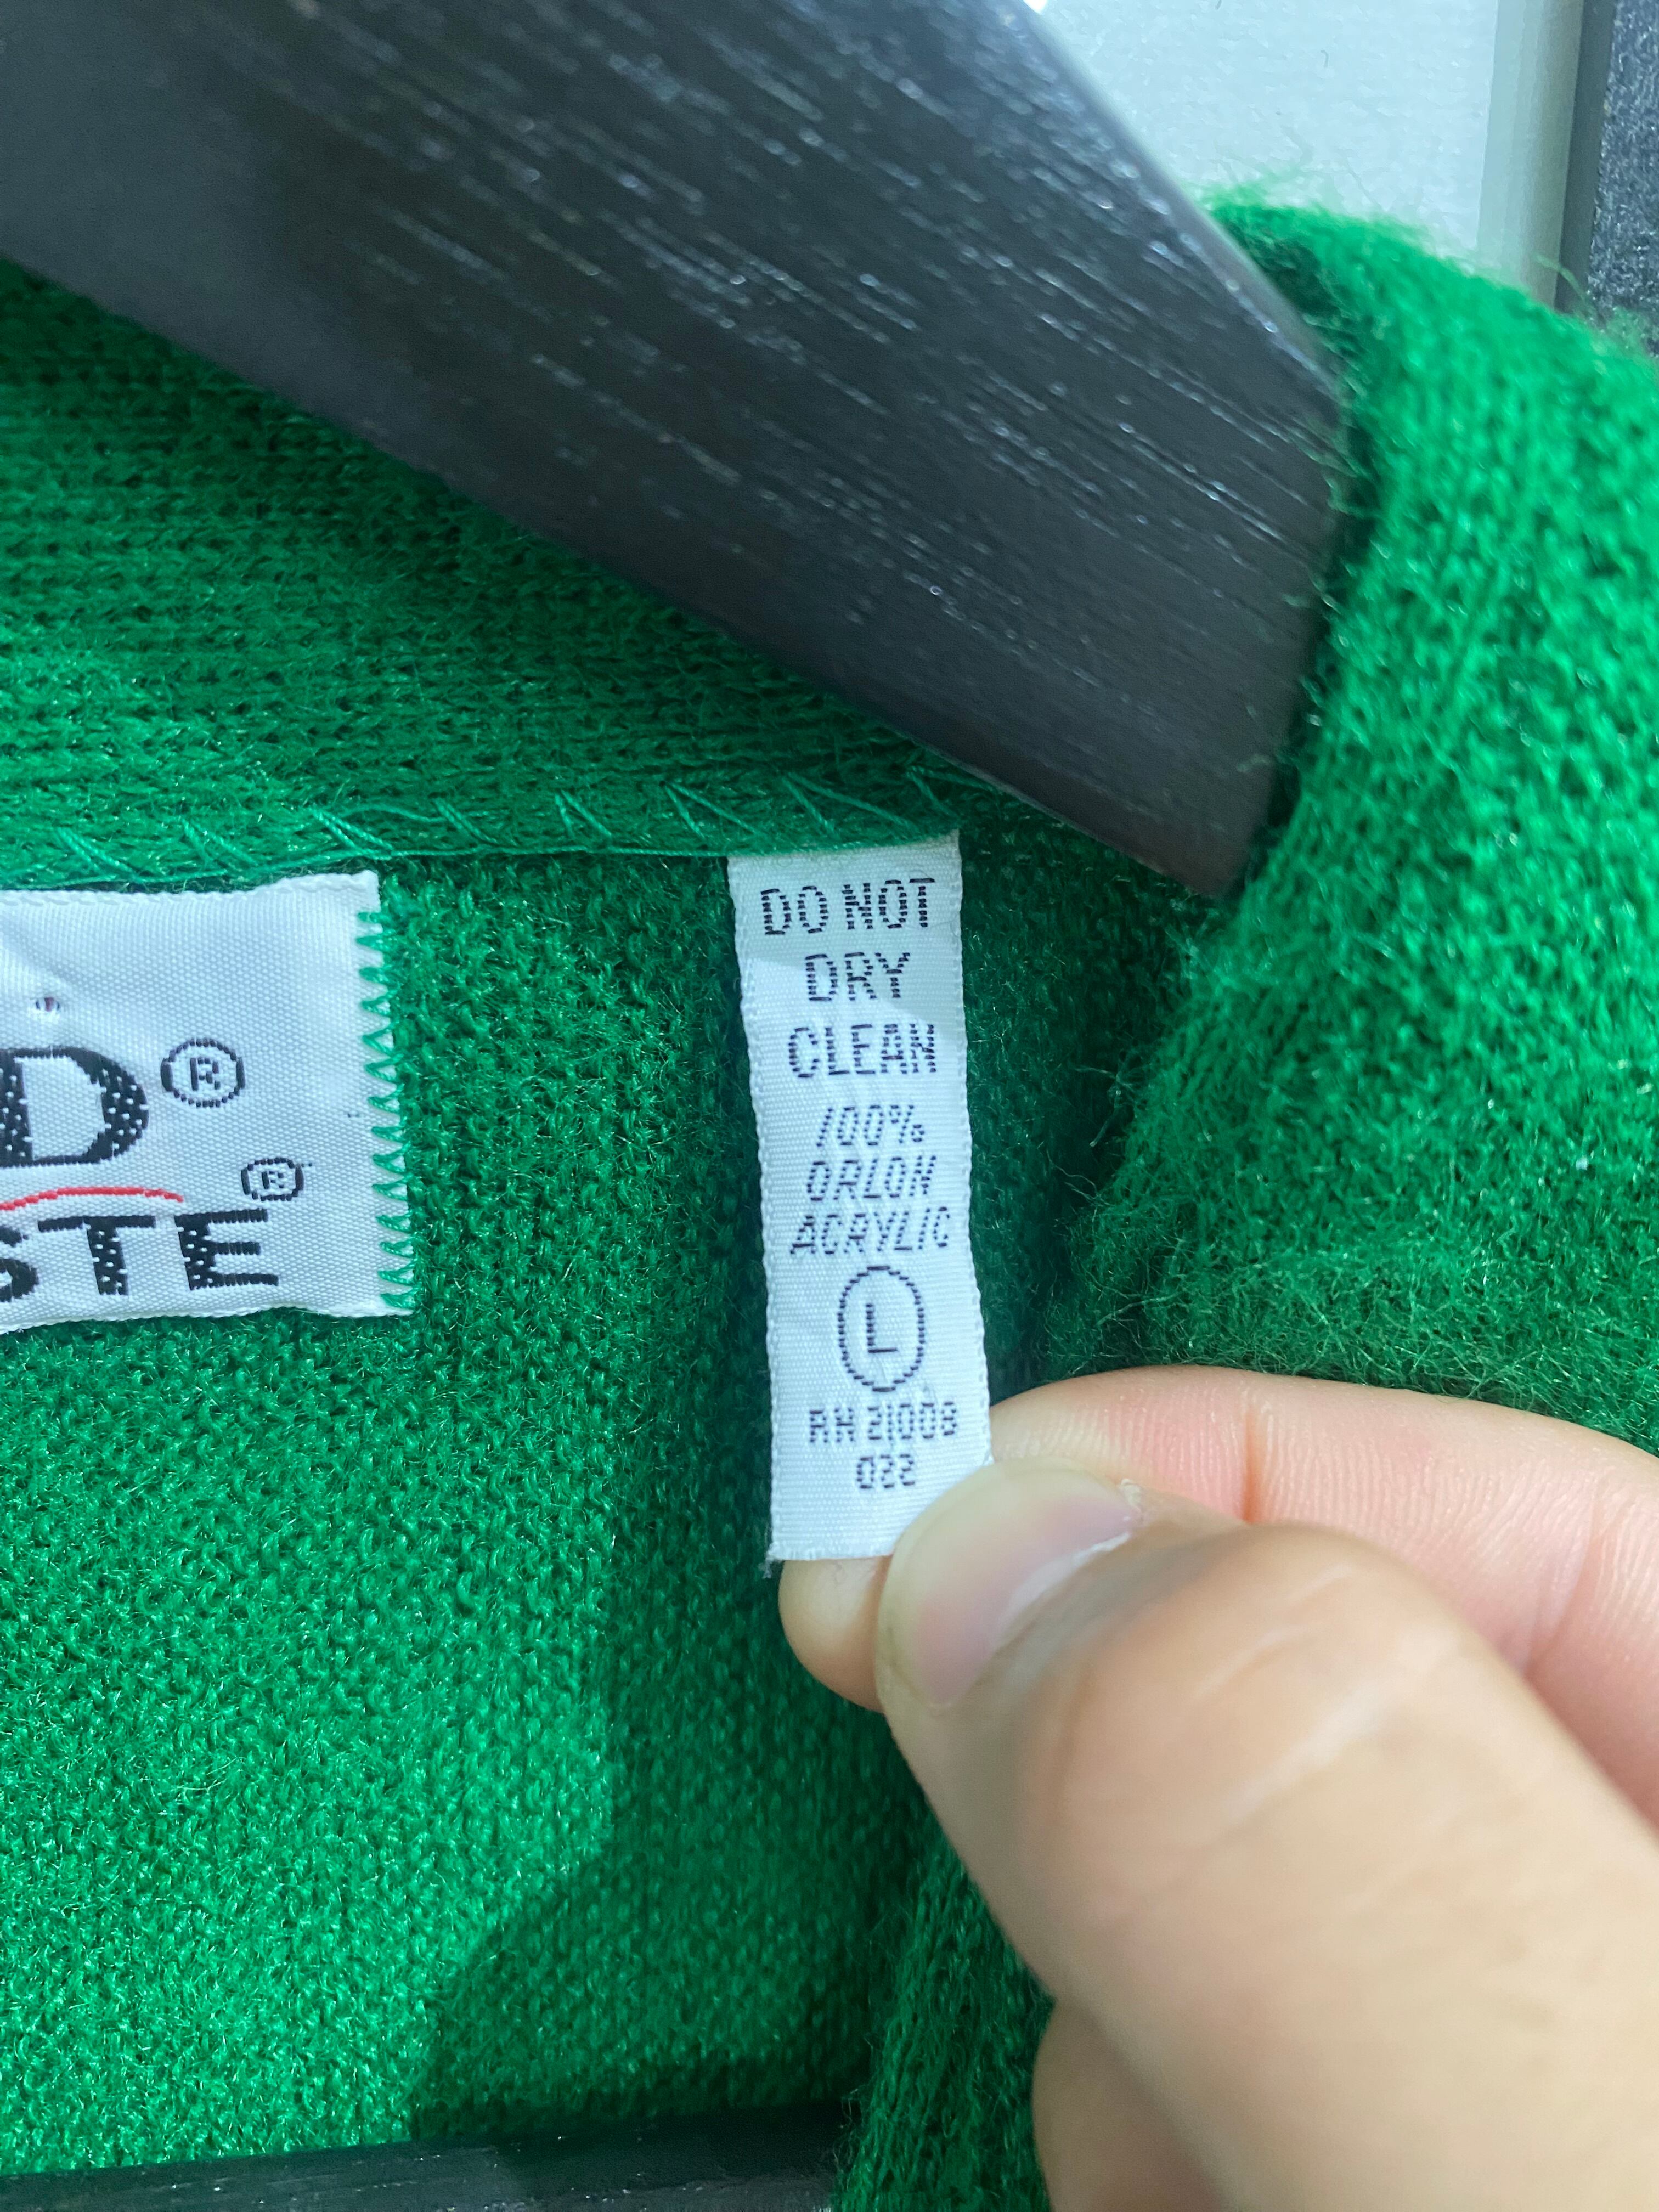 D®
STE®
DO NOT
DRY
CLEAN
100%
ORLON
ACRYLIC
L
RN 21008
022